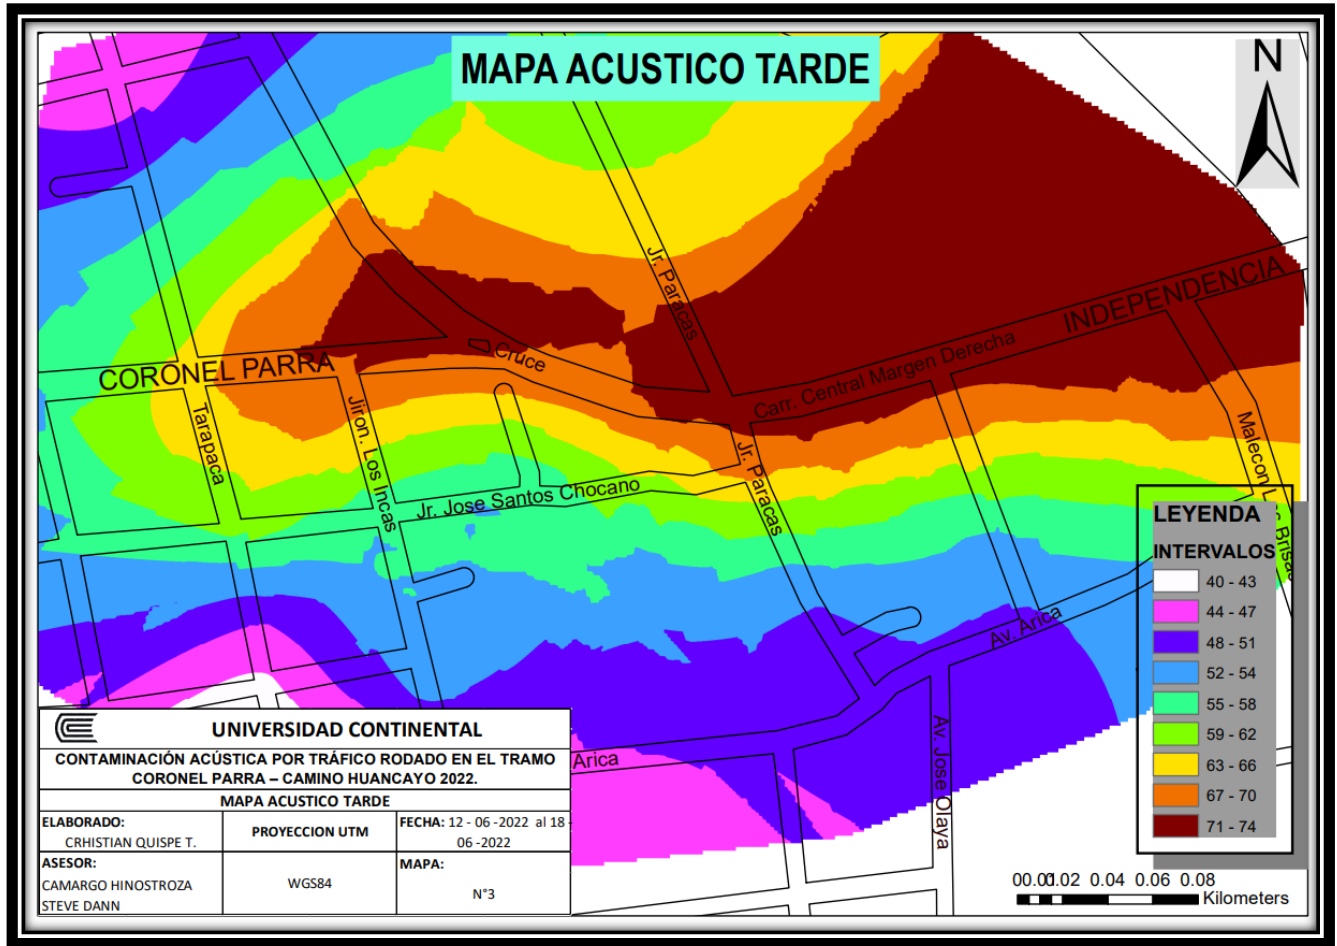 MAPA ACUSTICO TARDE
N
Jr. Paracas
INDEPENDENCIA
Carr. Central Margen Derecha
Cruce
CORONEL PARRA
Tarapaca
Jiron. Los Incas
Jr. Jose Santos Chocano
Jr. Paracas
Av. Arica
Av. Jose Olaya
Arica
LEYENDA
INTERVALOS
40 - 43
44 - 47
48 - 51
52 - 54
55 - 58
59 - 62
63 - 66
67 - 70
71 - 74
Malecon L
Brisas
UNIVERSIDAD CONTINENTAL
CONTAMINACIÓN ACÚSTICA POR TRÁFICO RODADO EN EL TRAMO
CORONEL PARRA – CAMINO HUANCAYO 2022.
MAPA ACUSTICO TARDE
ELABORADO:
CRHISTIAN QUISPE T.
PROYECCION UTM
FECHA: 12 - 06 -2022 al 18 -
06 -2022
ASESOR:
CAMARGO HINOSTROZA
STEVE DANN
WGS84
MAPA:
N°3
0.02 0.04 0.06 0.08
Kilometers